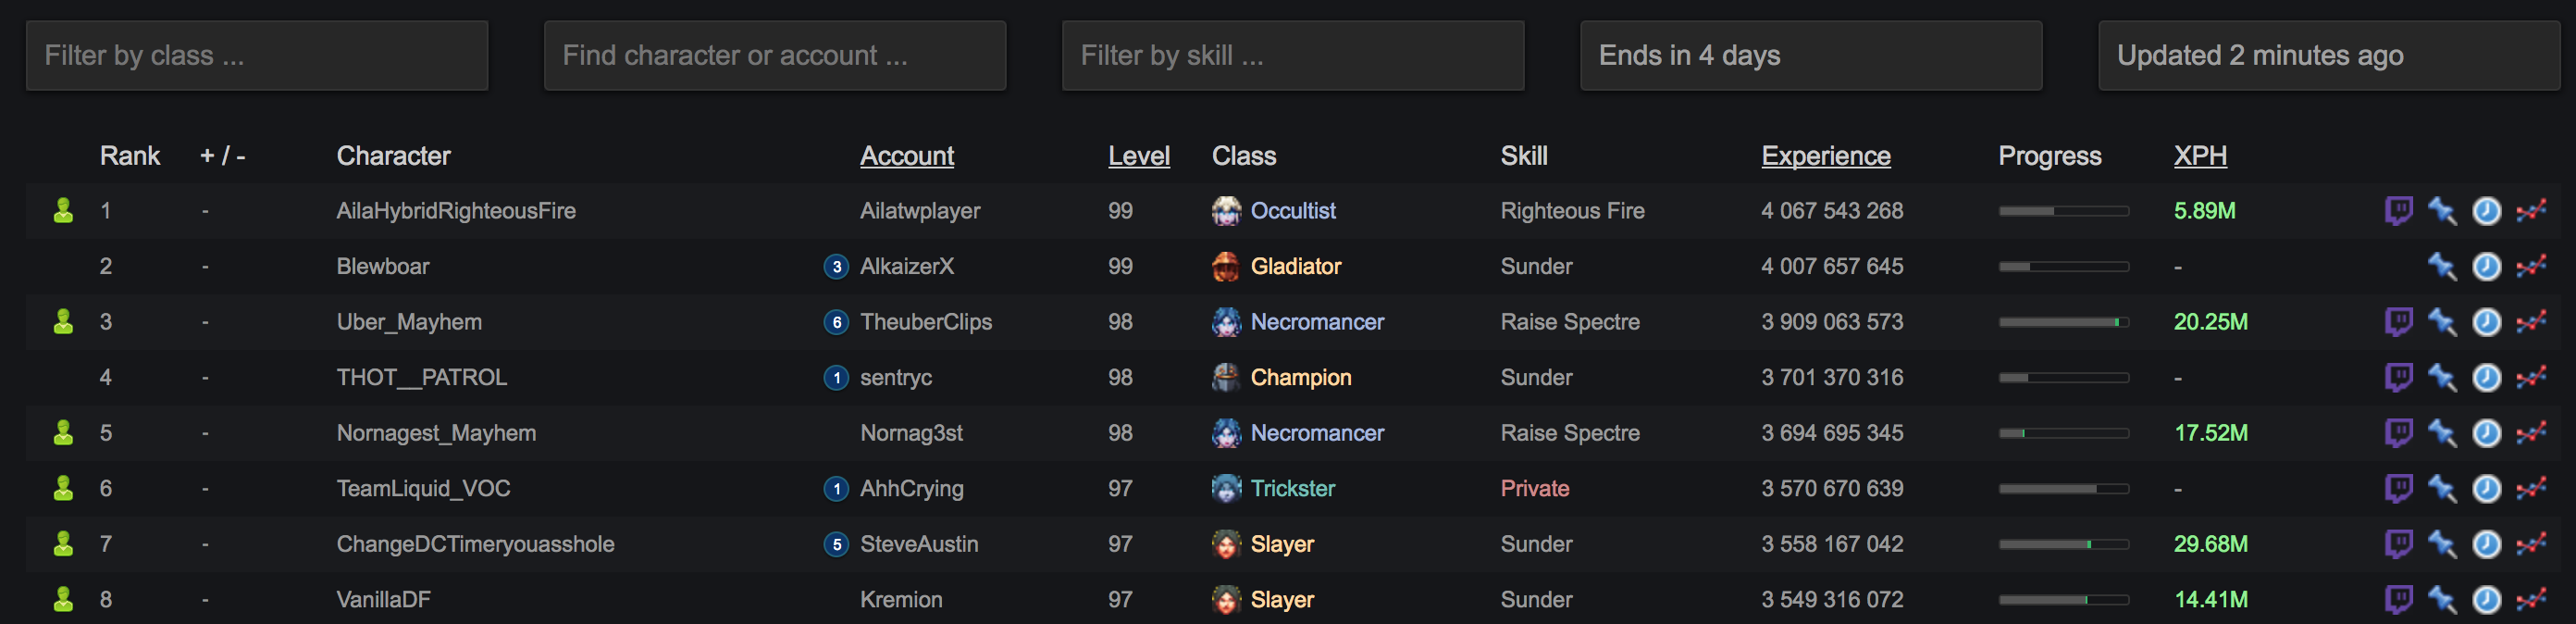 Filter by class ... Find character or account ... Filter by skill ... Ends in 4 days Updated 2 minutes ago
Rank + / - Character Account Level Class Skill Experience Progress XPH
1 - AilaHybridRighteousFire Ailatwplayer 99 Occultist Righteous Fire 4 067 543 268 5.89M
2 - Blewboar 3 AlkaizerX 99 Gladiator Sunder 4 007 657 645 -
3 - Uber_Mayhem 6 TheuberClips 98 Necromancer Raise Spectre 3 909 063 573 20.25M
4 - THOT__PATROL 1 sentryc 98 Champion Sunder 3 701 370 316 -
5 - Nornagest_Mayhem Nornag3st 98 Necromancer Raise Spectre 3 694 695 345 17.52M
6 - TeamLiquid_VOC 1 AhhCrying 97 Trickster Private 3 570 670 639 -
7 - ChangeDCTimeryouasshole 5 SteveAustin 97 Slayer Sunder 3 558 167 042 29.68M
8 - VanillaDF Kremion 97 Slayer Sunder 3 549 316 072 14.41M